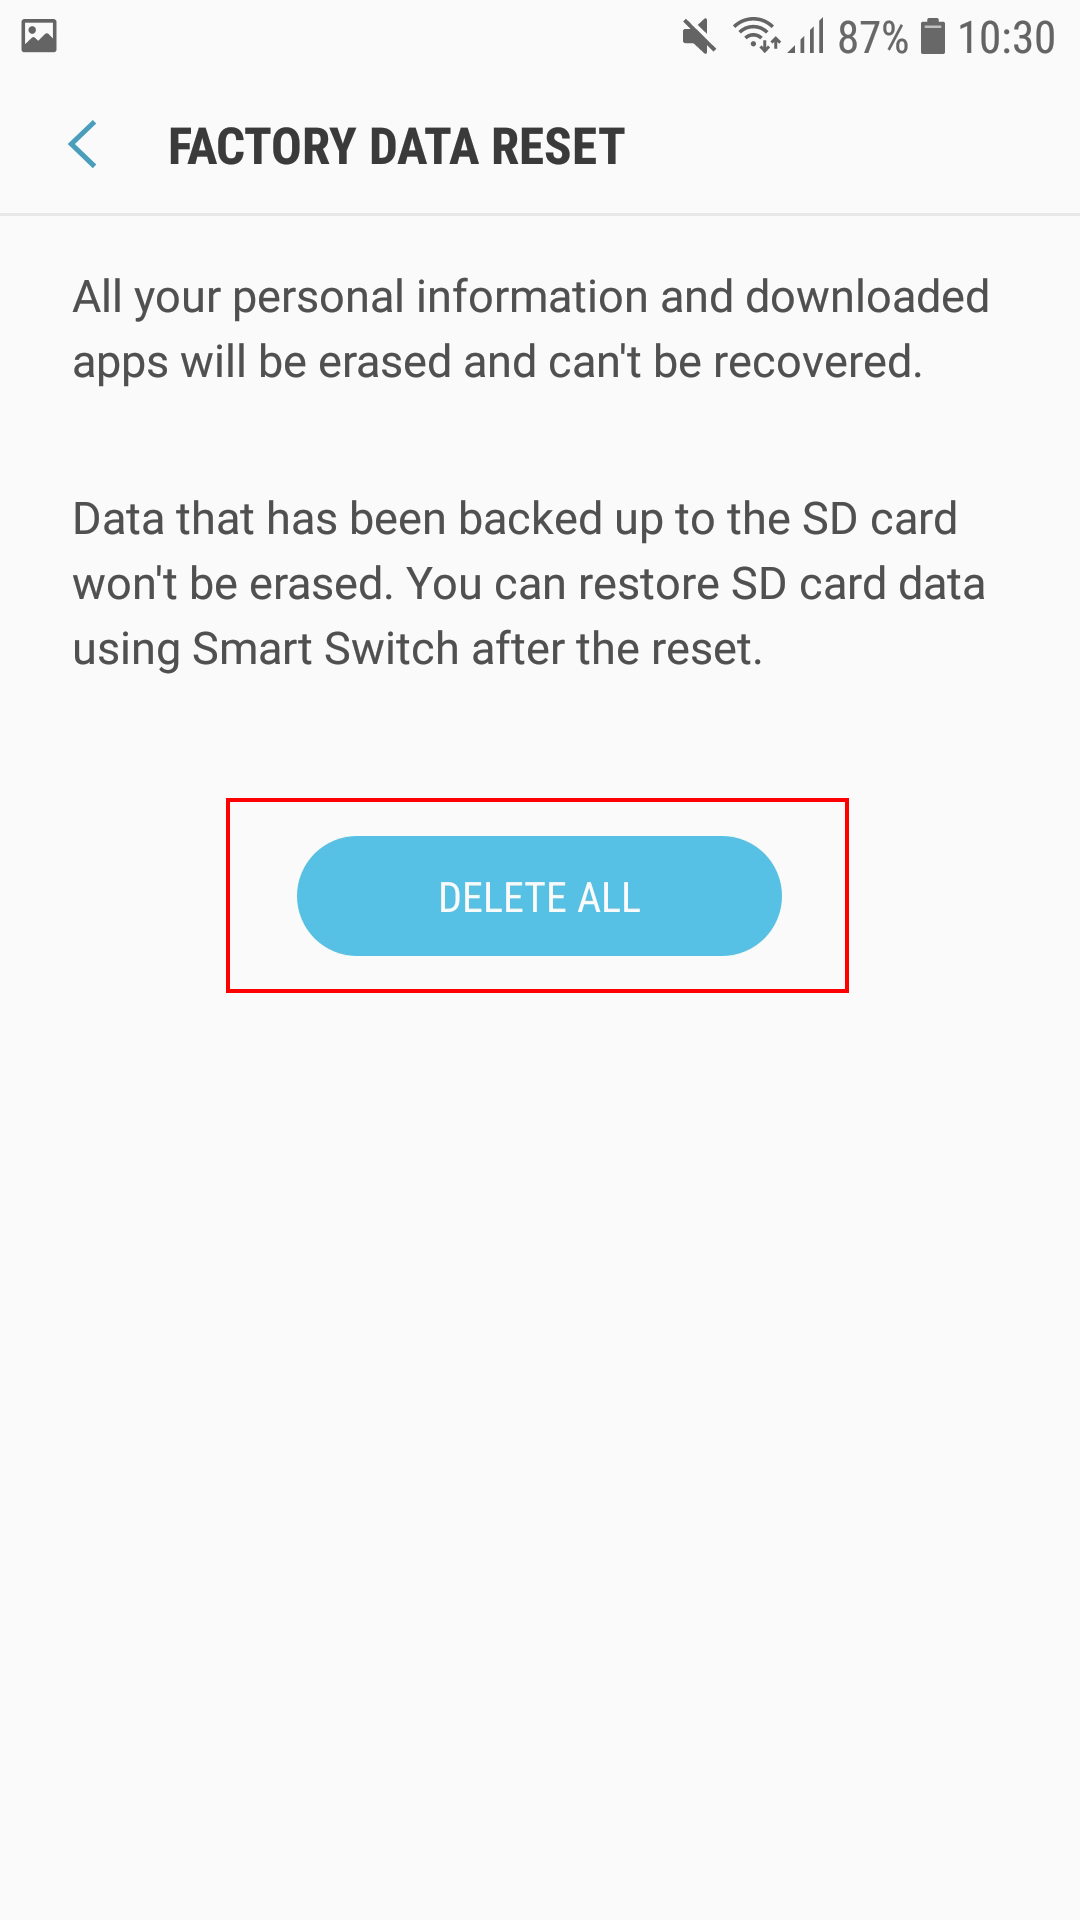 87% 10:30
FACTORY DATA RESET
All your personal information and downloaded
apps will be erased and can't be recovered.
Data that has been backed up to the SD card
won't be erased. You can restore SD card data
using Smart Switch after the reset.
DELETE ALL